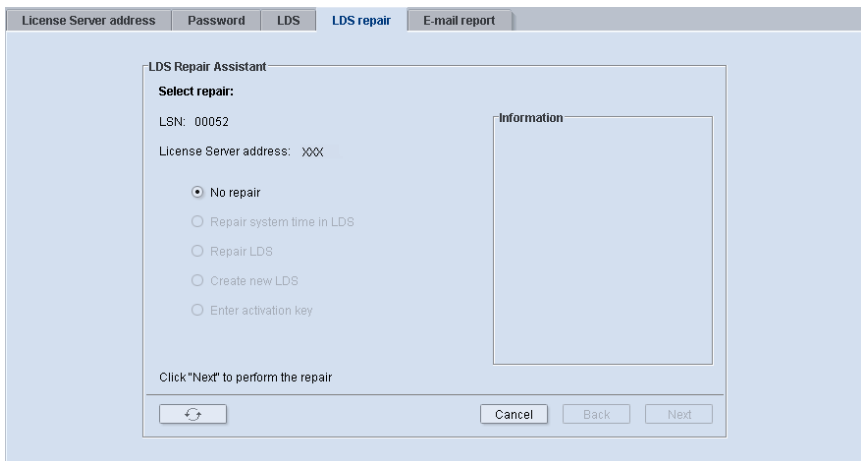 License Server address Password LDS LDS repair E-mail report
LDS Repair Assistant
Select repair:
LSN: 00052
Information
License Server address: XXX
No repair
Repair system time in LDS
Repair LDS
Create new LDS
Enter activation key
Click "Next" to perform the repair
Cancel Back Next